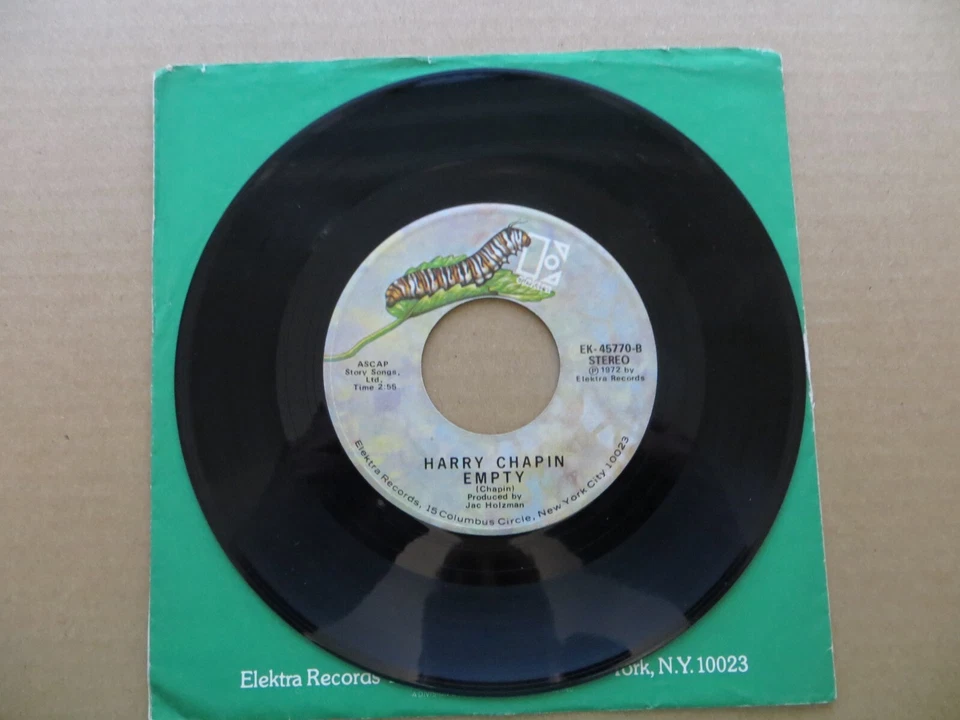 ASCAP
Story Songs,
Ltd.
Time 2:55
EK-45770-B
STEREO
Ⓟ 1972 by
Elektra Records
HARRY CHAPIN
EMPTY
(Chapin)
Produced by
Jac Holzman
Elektra Records, 15 Columbus Circle, New York City 10023
Elektra Records
York, N.Y. 10023